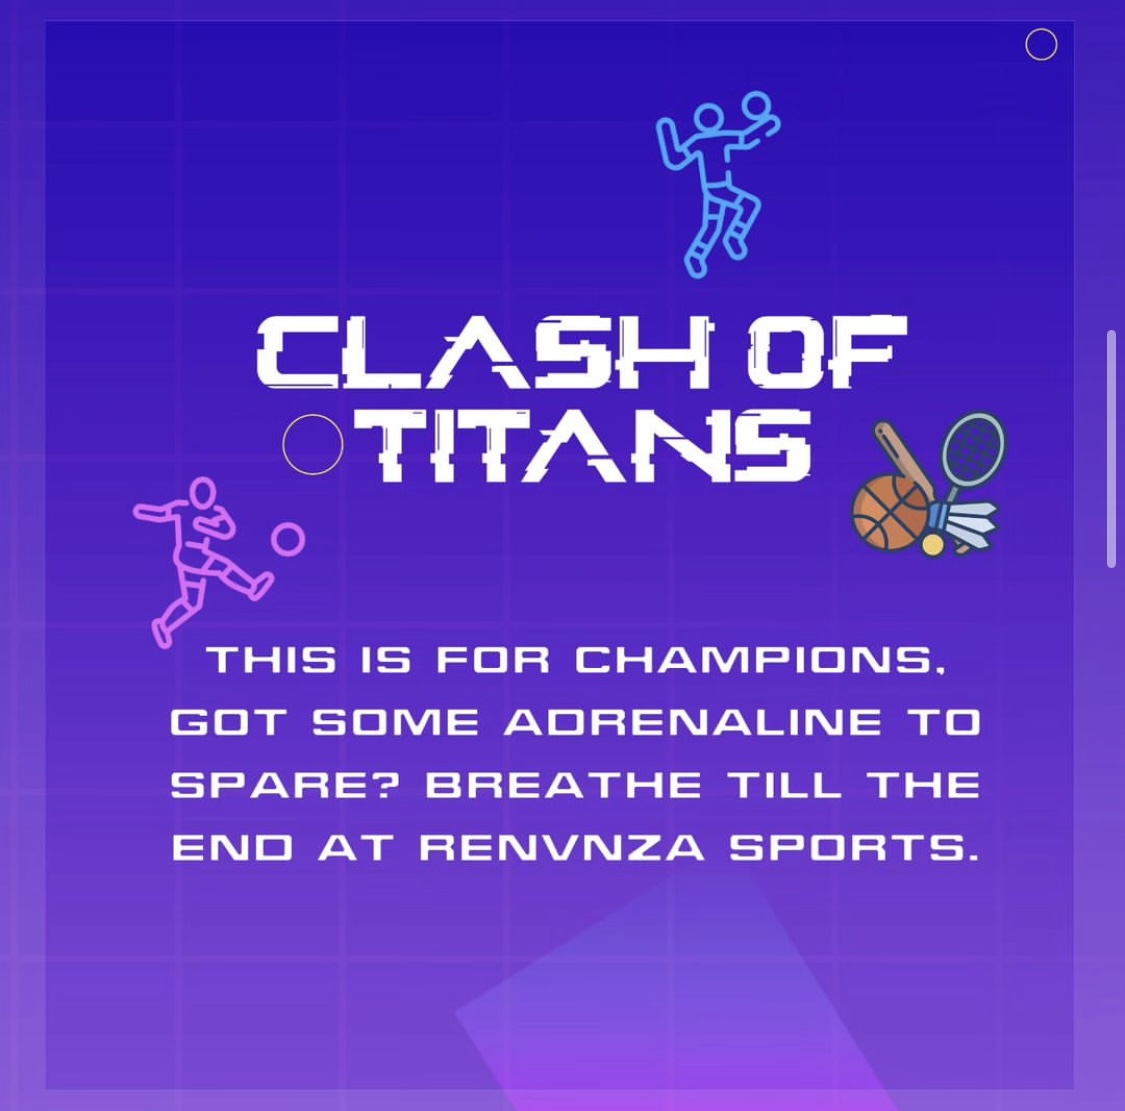 CLASH OF
TITANS
THIS IS FOR CHAMPIONS,
GOT SOME ADRENALINE TO
SPARE? BREATHE TILL THE
END AT RENVNZA SPORTS.